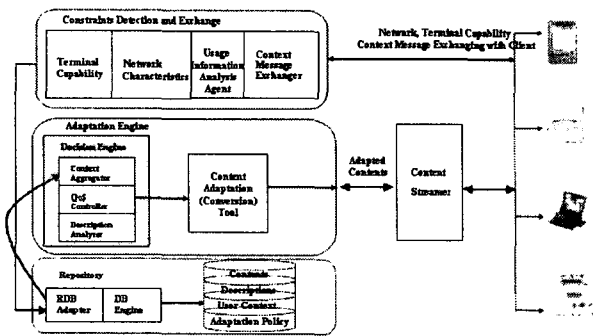 Constraints Detection and Exchange
Terminal
Capability
Network
Characteristics
Usage
Information
Analysis
Agent
Context
Message
Exchanger
Network, Terminal Capability
Context Message Exchanging with Client
Adaptation Engine
Decision Engine
Context
Aggregator
QoS
Controller
Description
Analyzer
Content
Adaptation
(Conversion)
Tool
Adapted
Contents
Content
Streamer
Repository
RDB
Adapter
DB
Engine
Contents
Descriptions
User Context
Adaptation Policy